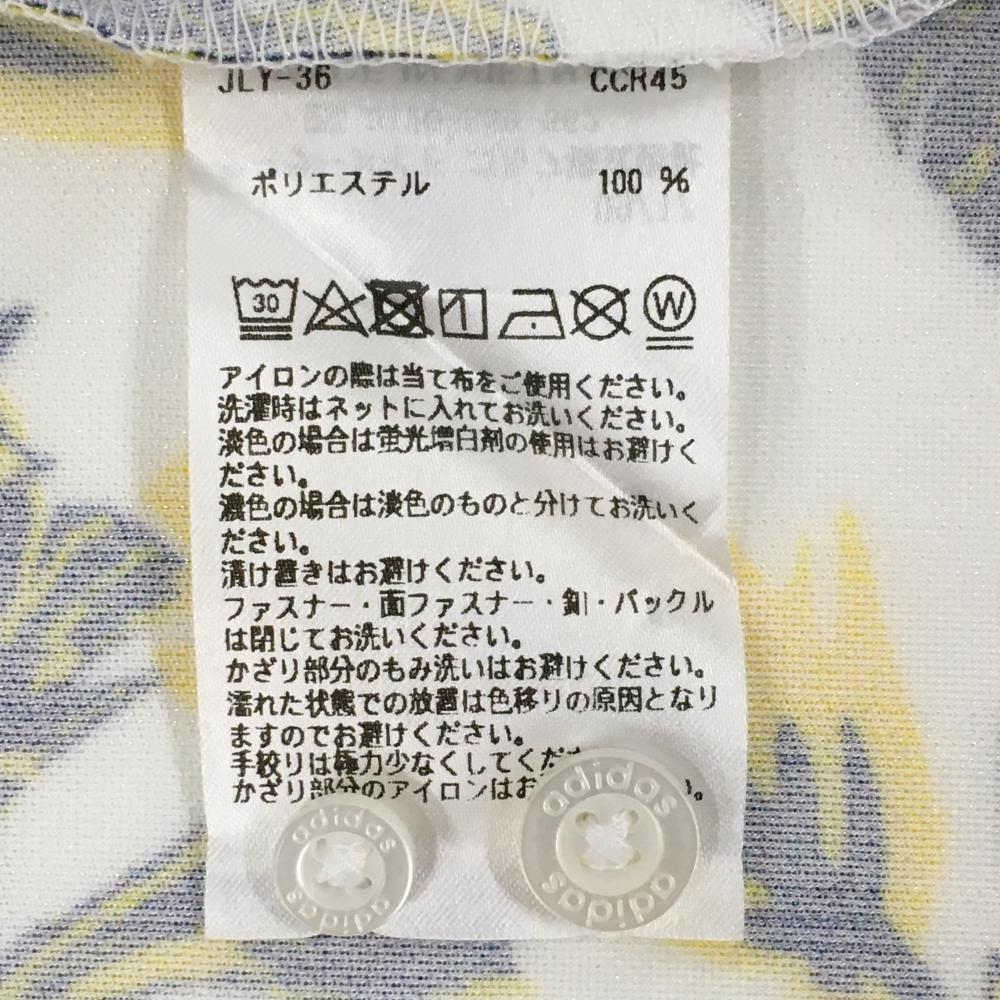 JLY-36 CCR45
ポリエステル 100 %
30 W
アイロンの際は当て布をご使用ください。
洗濯時はネットに入れてお洗いください。
淡色の場合は蛍光増白剤の使用はお避けく
ださい。
濃色の場合は淡色のものと分けてお洗いく
ださい。
漬け置きはお避けください。
ファスナー・面ファスナー・釦・バックル
は閉じてお洗いください。
かざり部分のもみ洗いはお避けください。
濡れた状態での放置は色移りの原因となり
ますのでお避けください。
手絞りは極力少なくしてくだ
かざり部分のアイロンはお
adidas adidas
adidas adidas